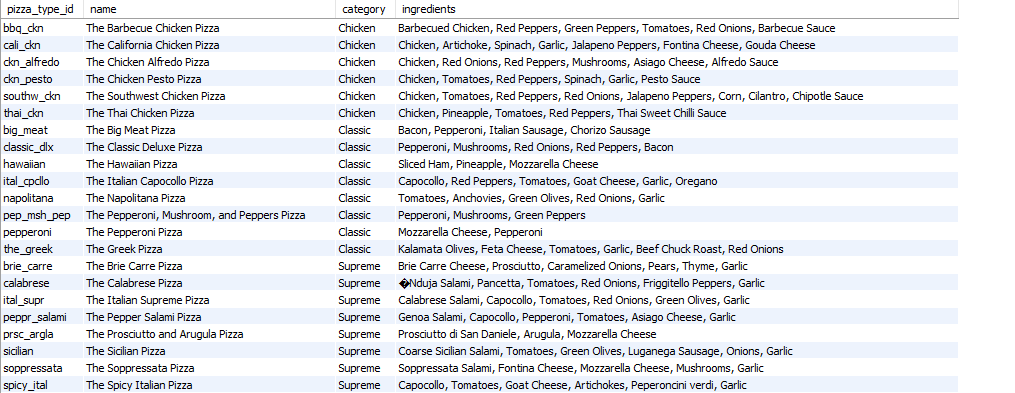 pizza_type_id name category ingredients
bbq_ckn The Barbecue Chicken Pizza Chicken Barbecued Chicken, Red Peppers, Green Peppers, Tomatoes, Red Onions, Barbecue Sauce
cali_ckn The California Chicken Pizza Chicken Chicken, Artichoke, Spinach, Garlic, Jalapeno Peppers, Fontina Cheese, Gouda Cheese
ckn_alfredo The Chicken Alfredo Pizza Chicken Chicken, Red Onions, Red Peppers, Mushrooms, Asiago Cheese, Alfredo Sauce
ckn_pesto The Chicken Pesto Pizza Chicken Chicken, Tomatoes, Red Peppers, Spinach, Garlic, Pesto Sauce
southw_ckn The Southwest Chicken Pizza Chicken Chicken, Tomatoes, Red Peppers, Red Onions, Jalapeno Peppers, Corn, Cilantro, Chipotle Sauce
thai_ckn The Thai Chicken Pizza Chicken Chicken, Pineapple, Tomatoes, Red Peppers, Thai Sweet Chilli Sauce
big_meat The Big Meat Pizza Classic Bacon, Pepperoni, Italian Sausage, Chorizo Sausage
classic_dlx The Classic Deluxe Pizza Classic Pepperoni, Mushrooms, Red Onions, Red Peppers, Bacon
hawaiian The Hawaiian Pizza Classic Sliced Ham, Pineapple, Mozzarella Cheese
ital_cpcllo The Italian Capocollo Pizza Classic Capocollo, Red Peppers, Tomatoes, Goat Cheese, Garlic, Oregano
napolitana The Napolitana Pizza Classic Tomatoes, Anchovies, Green Olives, Red Onions, Garlic
pep_msh_pep The Pepperoni, Mushroom, and Peppers Pizza Classic Pepperoni, Mushrooms, Green Peppers
pepperoni The Pepperoni Pizza Classic Mozzarella Cheese, Pepperoni
the_greek The Greek Pizza Classic Kalamata Olives, Feta Cheese, Tomatoes, Garlic, Beef Chuck Roast, Red Onions
brie_carre The Brie Carre Pizza Supreme Brie Carre Cheese, Prosciutto, Caramelized Onions, Pears, Thyme, Garlic
calabrese The Calabrese Pizza Supreme �Nduja Salami, Pancetta, Tomatoes, Red Onions, Friggitello Peppers, Garlic
ital_supr The Italian Supreme Pizza Supreme Calabrese Salami, Capocollo, Tomatoes, Red Onions, Green Olives, Garlic
peppr_salami The Pepper Salami Pizza Supreme Genoa Salami, Capocollo, Pepperoni, Tomatoes, Asiago Cheese, Garlic
prsc_argla The Prosciutto and Arugula Pizza Supreme Prosciutto di San Daniele, Arugula, Mozzarella Cheese
sicilian The Sicilian Pizza Supreme Coarse Sicilian Salami, Tomatoes, Green Olives, Luganega Sausage, Onions, Garlic
soppressata The Soppressata Pizza Supreme Soppressata Salami, Fontina Cheese, Mozzarella Cheese, Mushrooms, Garlic
spicy_ital The Spicy Italian Pizza Supreme Capocollo, Tomatoes, Goat Cheese, Artichokes, Peperoncini verdi, Garlic